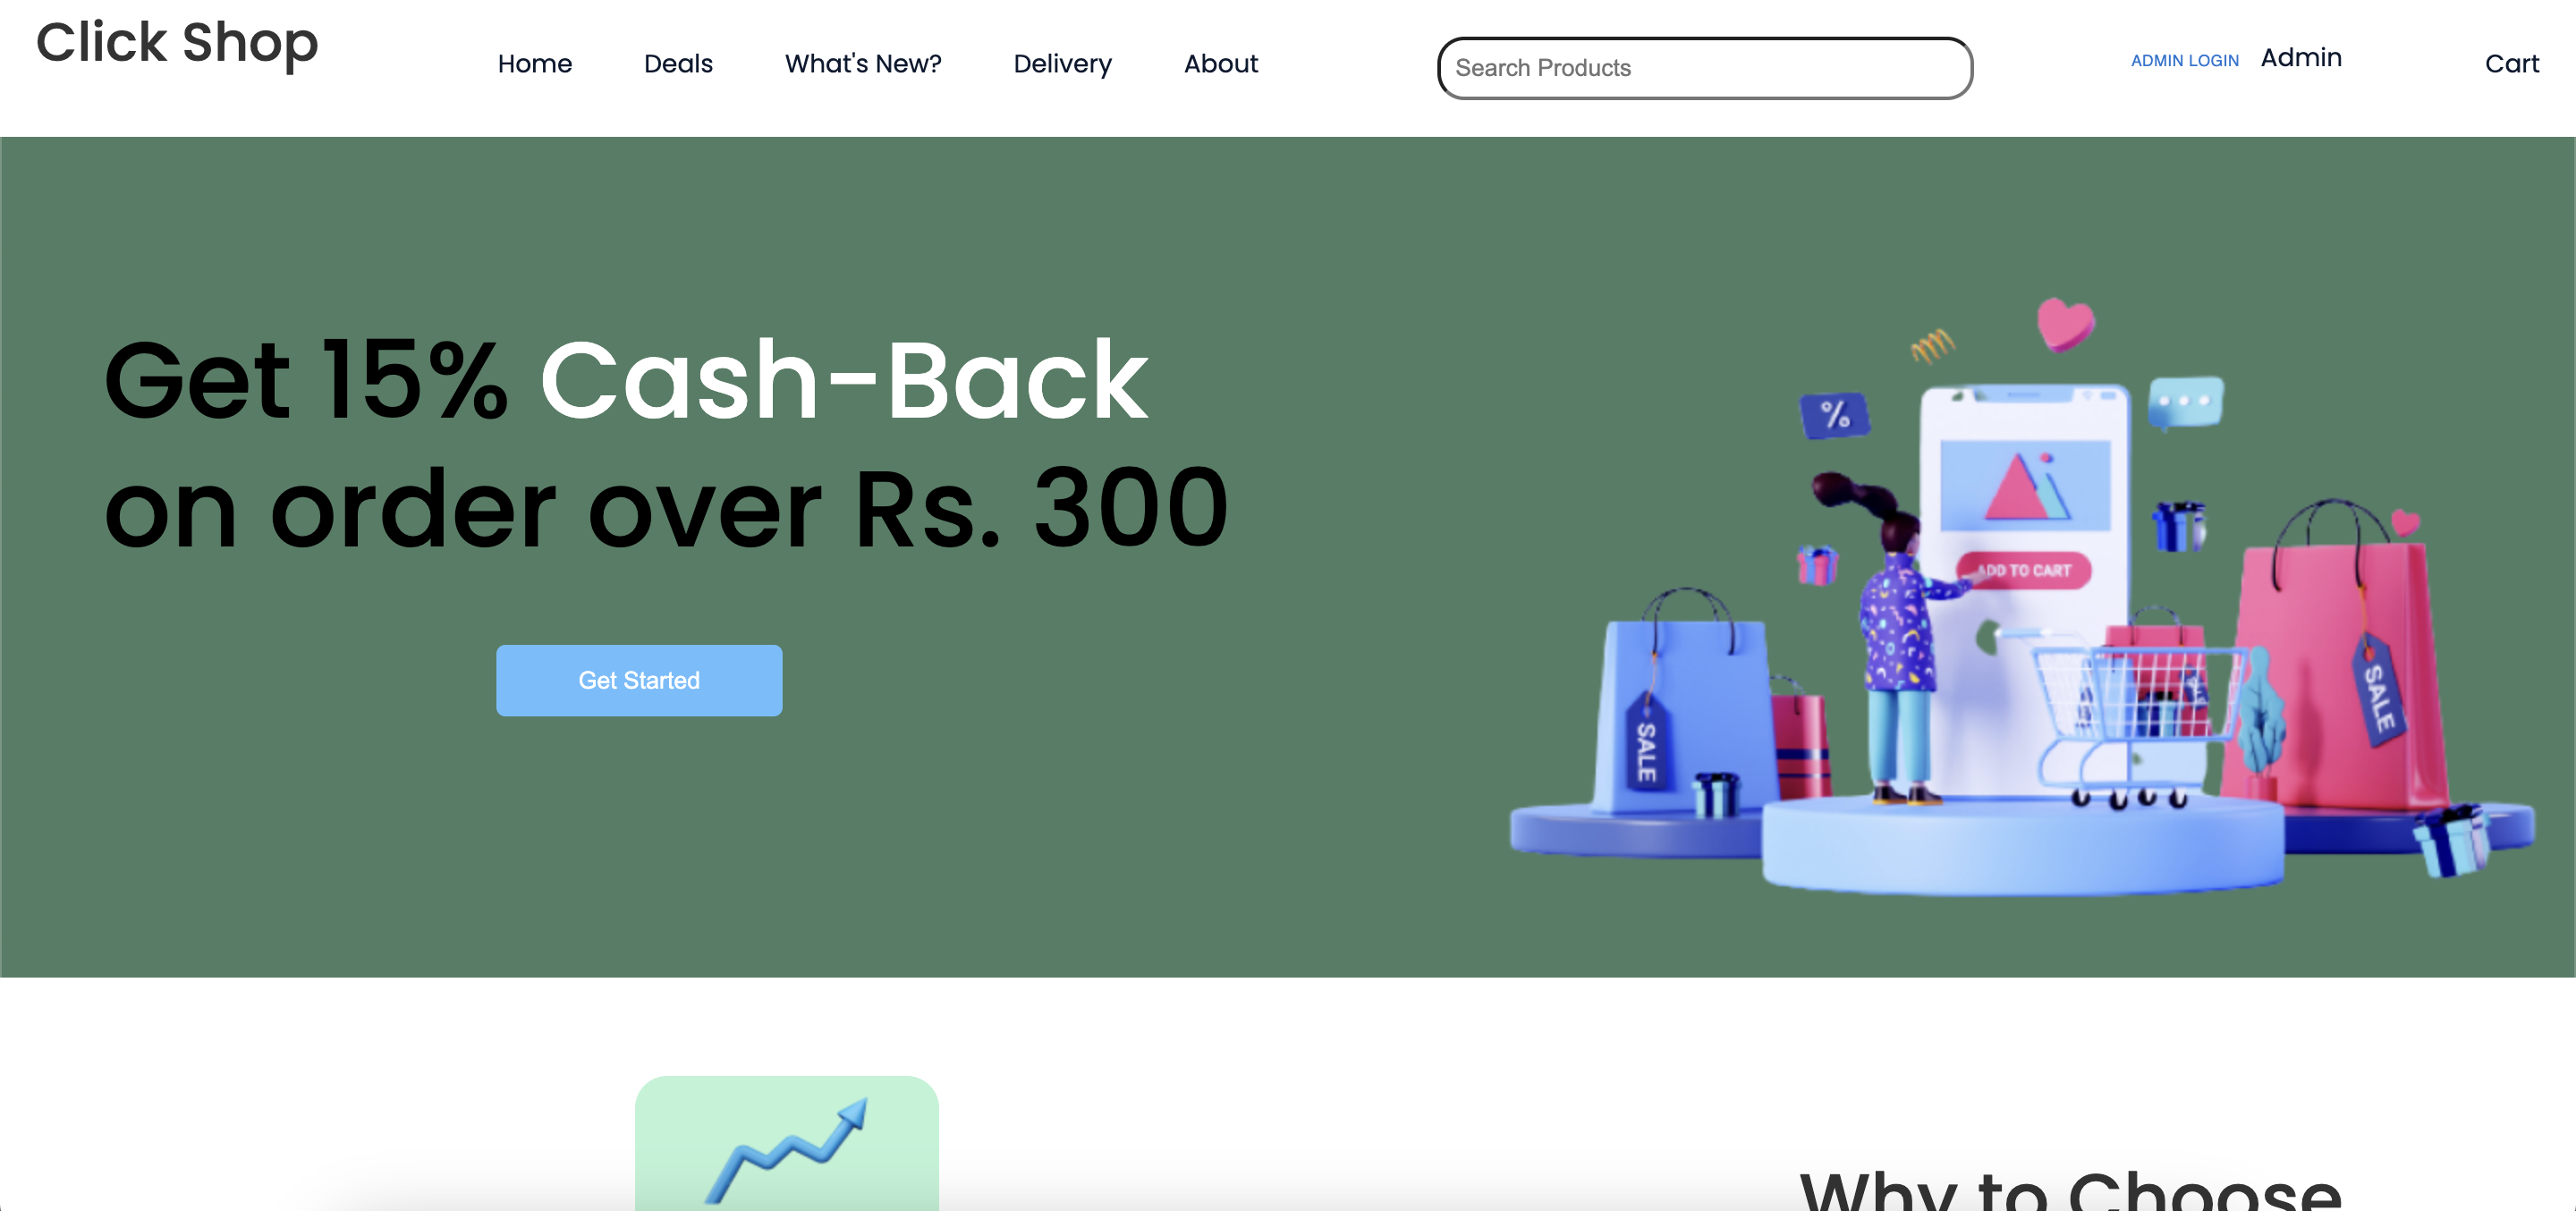 Click Shop
Home Deals What's New? Delivery About
Search Products
ADMIN LOGIN Admin Cart
Get 15% Cash-Back
on order over Rs. 300
Get Started
%
ADD TO CART
SALE
SALE
Why to Choose